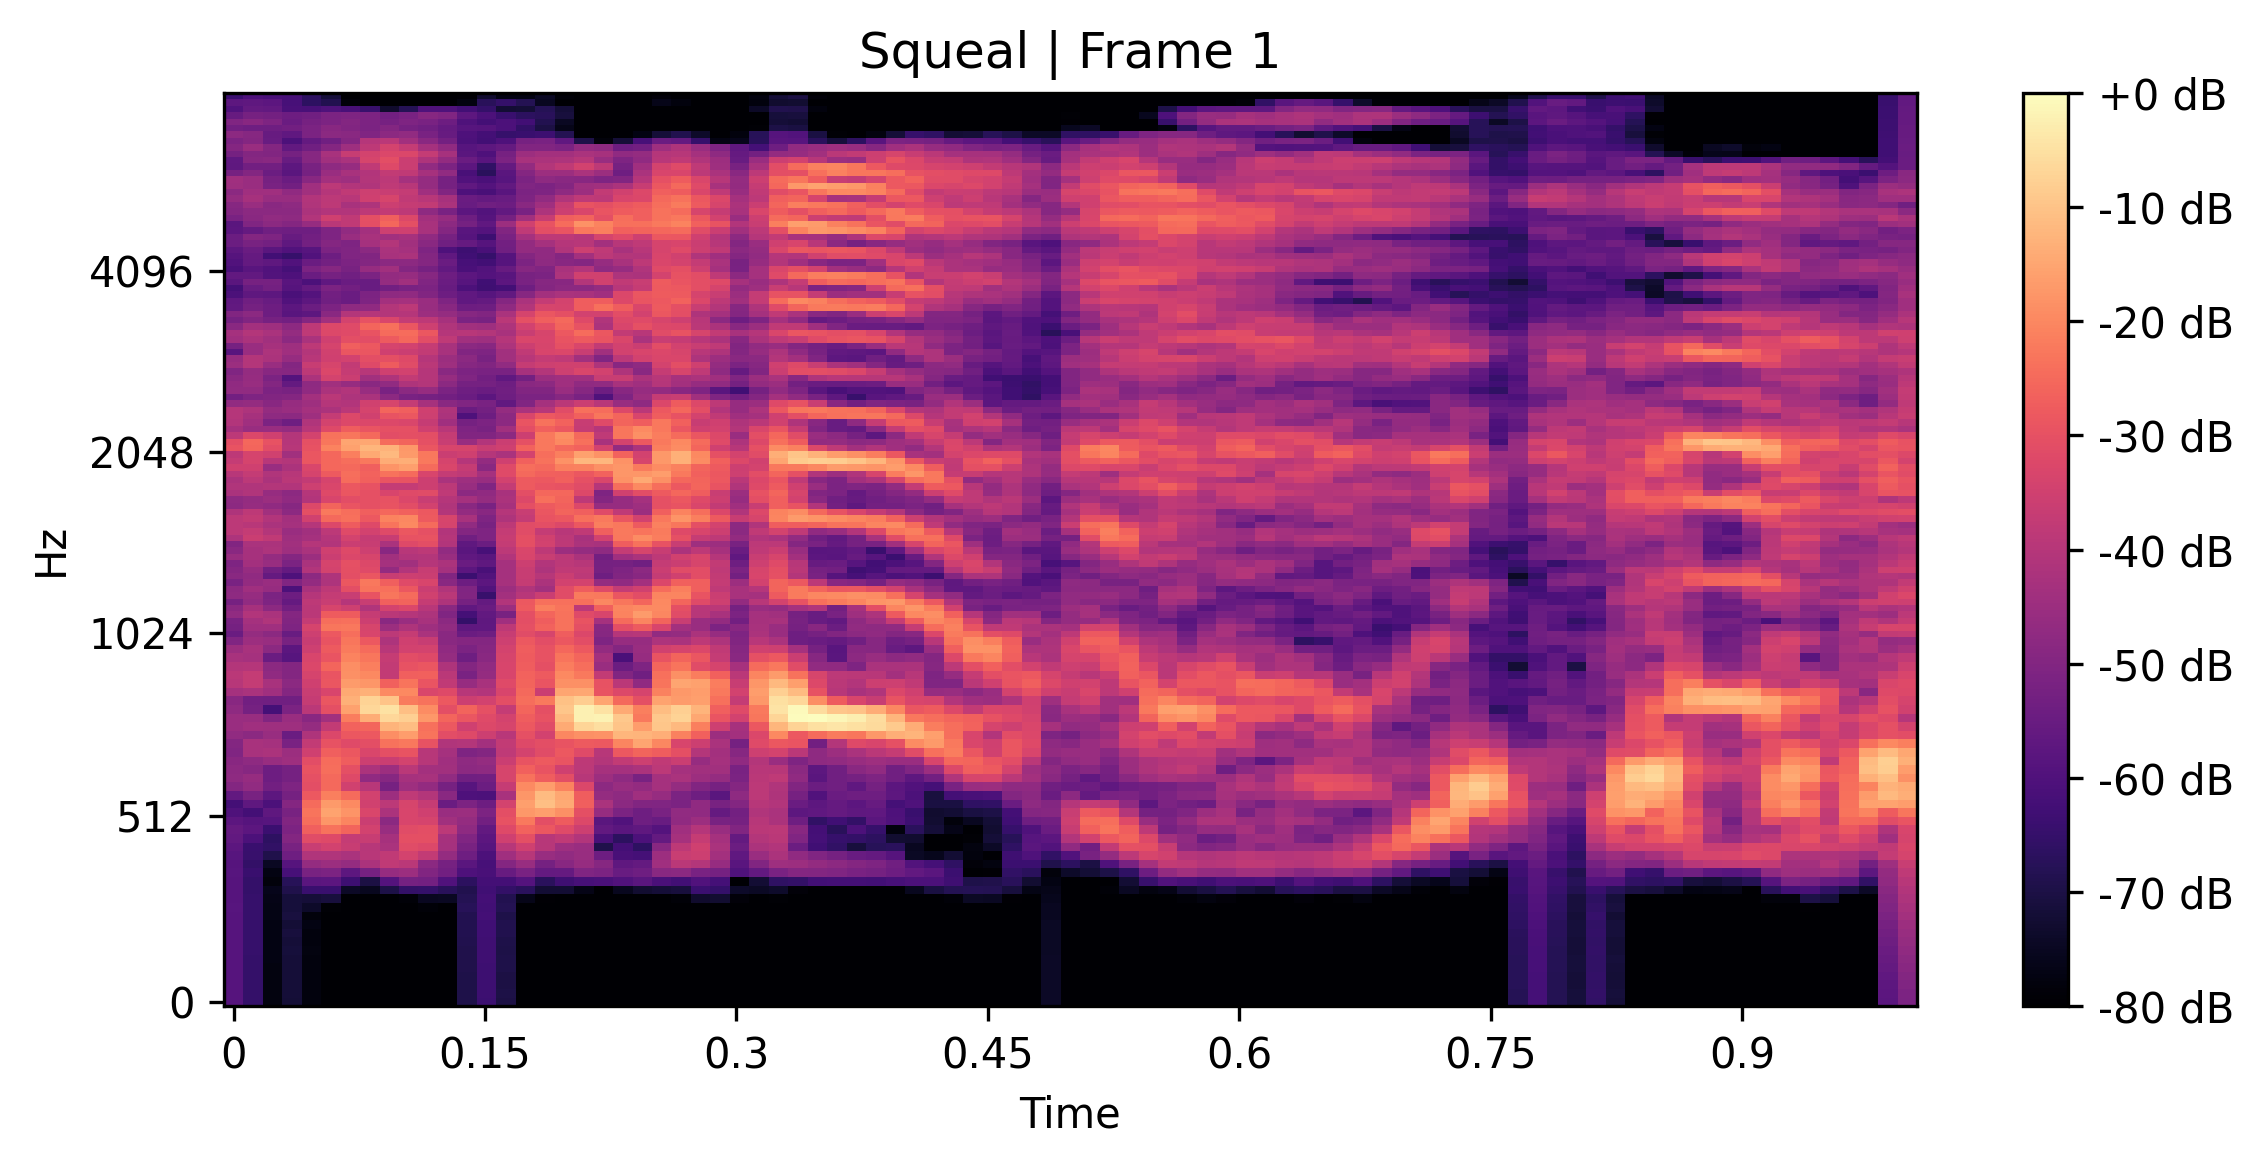 Squeal | Frame 1
+0 dB
-10 dB
-20 dB
-30 dB
-40 dB
-50 dB
-60 dB
-70 dB
-80 dB
Hz
4096
2048
1024
512
0
0 0.15 0.3 0.45 0.6 0.75 0.9
Time